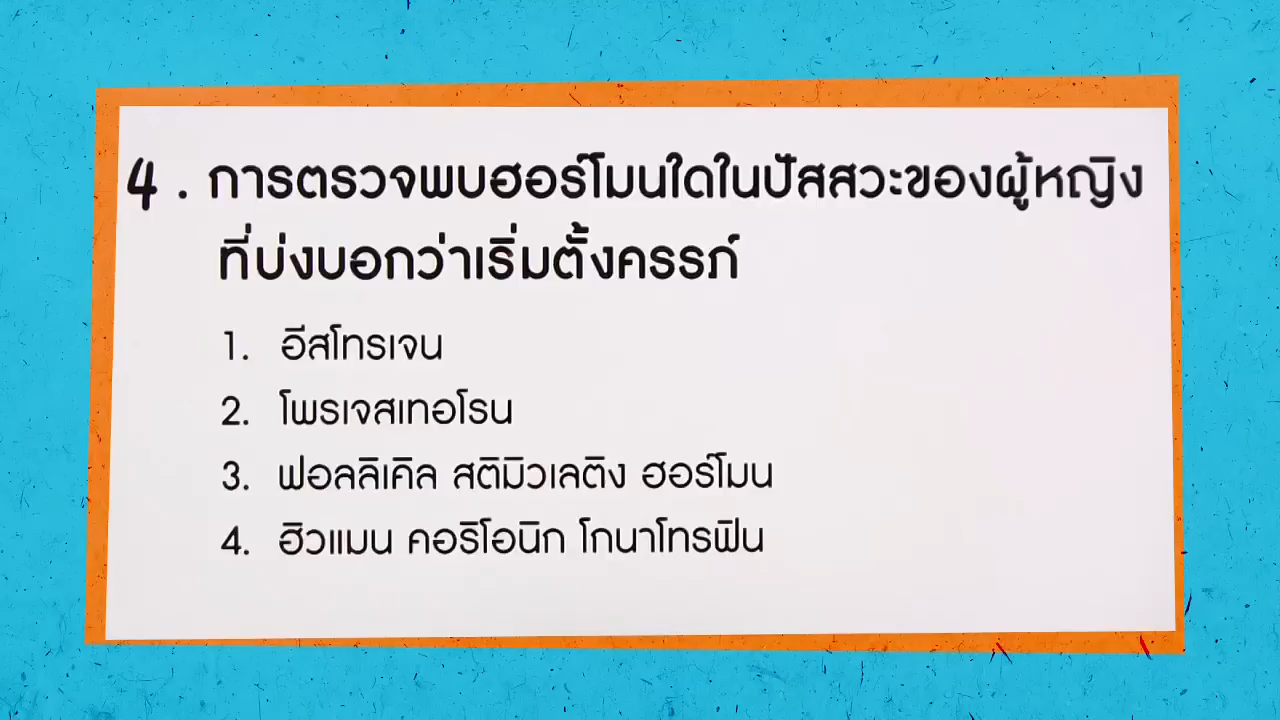 4. การตรวจพบฮอร์โมนใดในปัสสวะของผู้หญิง
ที่บ่งบอกว่าเริ่มตั้งครรภ์
1. อีสโทรเจน
2. โพรเจสเทอโรน
3. ฟอลลิเคิล สติมิวเลติง ฮอร์โมน
4. ฮิวแมน คอริโอนิก โกนาโทรฟิน